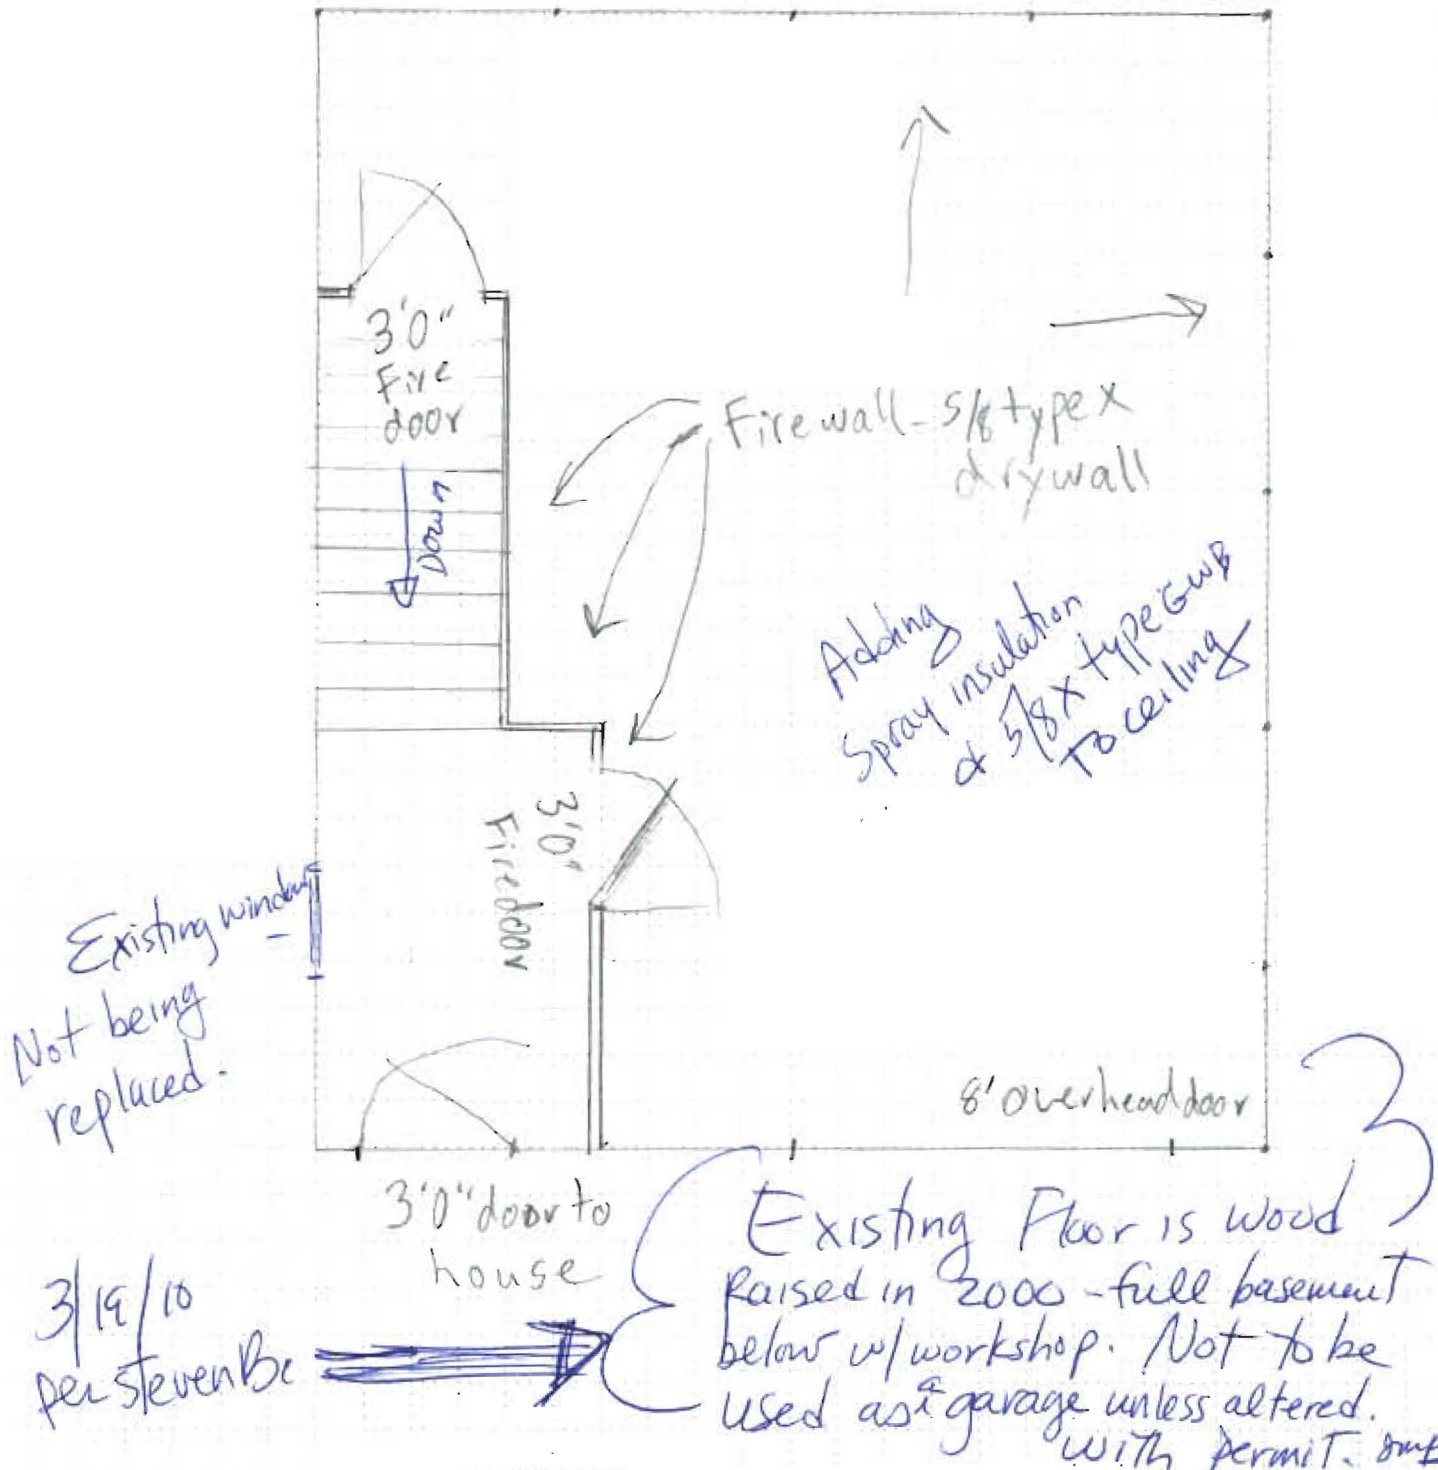 3'0"
Fire
door
Down
Firewall - 5/8 type X
drywall
Adding
Spray insulation
& 5/8 X type GWB
To ceiling
3'0"
Fire door
Existing window
Not being
replaced.
8' overhead door
3'0" door to
house
Existing Floor is wood
Raised in 2000 - full basement
below w/ workshop. Not to be
used as a garage unless altered.
with permit.
3/19/10
per Steven